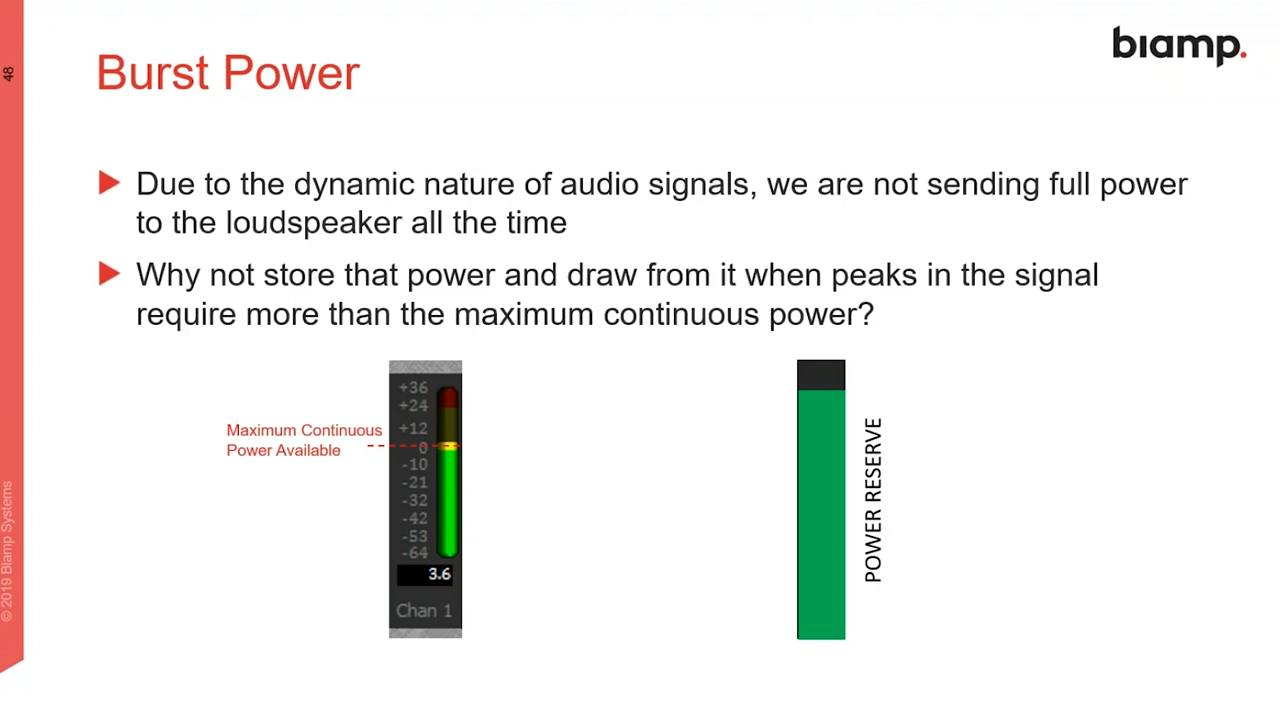 48
biamp.
Burst Power
Due to the dynamic nature of audio signals, we are not sending full power
to the loudspeaker all the time
Why not store that power and draw from it when peaks in the signal
require more than the maximum continuous power?
Maximum Continuous
Power Available
+36
+24
+12
0
-10
-21
-32
-42
-53
-64
3.6
Chan 1
POWER RESERVE
© 2019 Biamp Systems